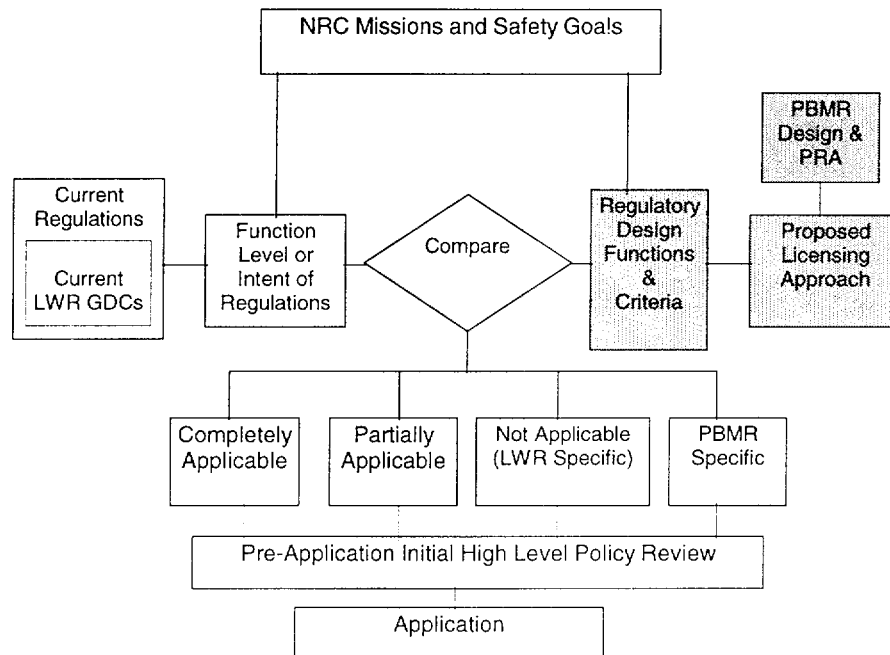 NRC Missions and Safety Goals
PBMR
Design &
PRA
Current
Regulations
Current
LWR GDCs
Function
Level or
Intent of
Regulations
Compare
Regulatory
Design
Functions
&
Criteria
Proposed
Licensing
Approach
Completely
Applicable
Partially
Applicable
Not Applicable
(LWR Specific)
PBMR
Specific
Pre-Application Initial High Level Policy Review
Application